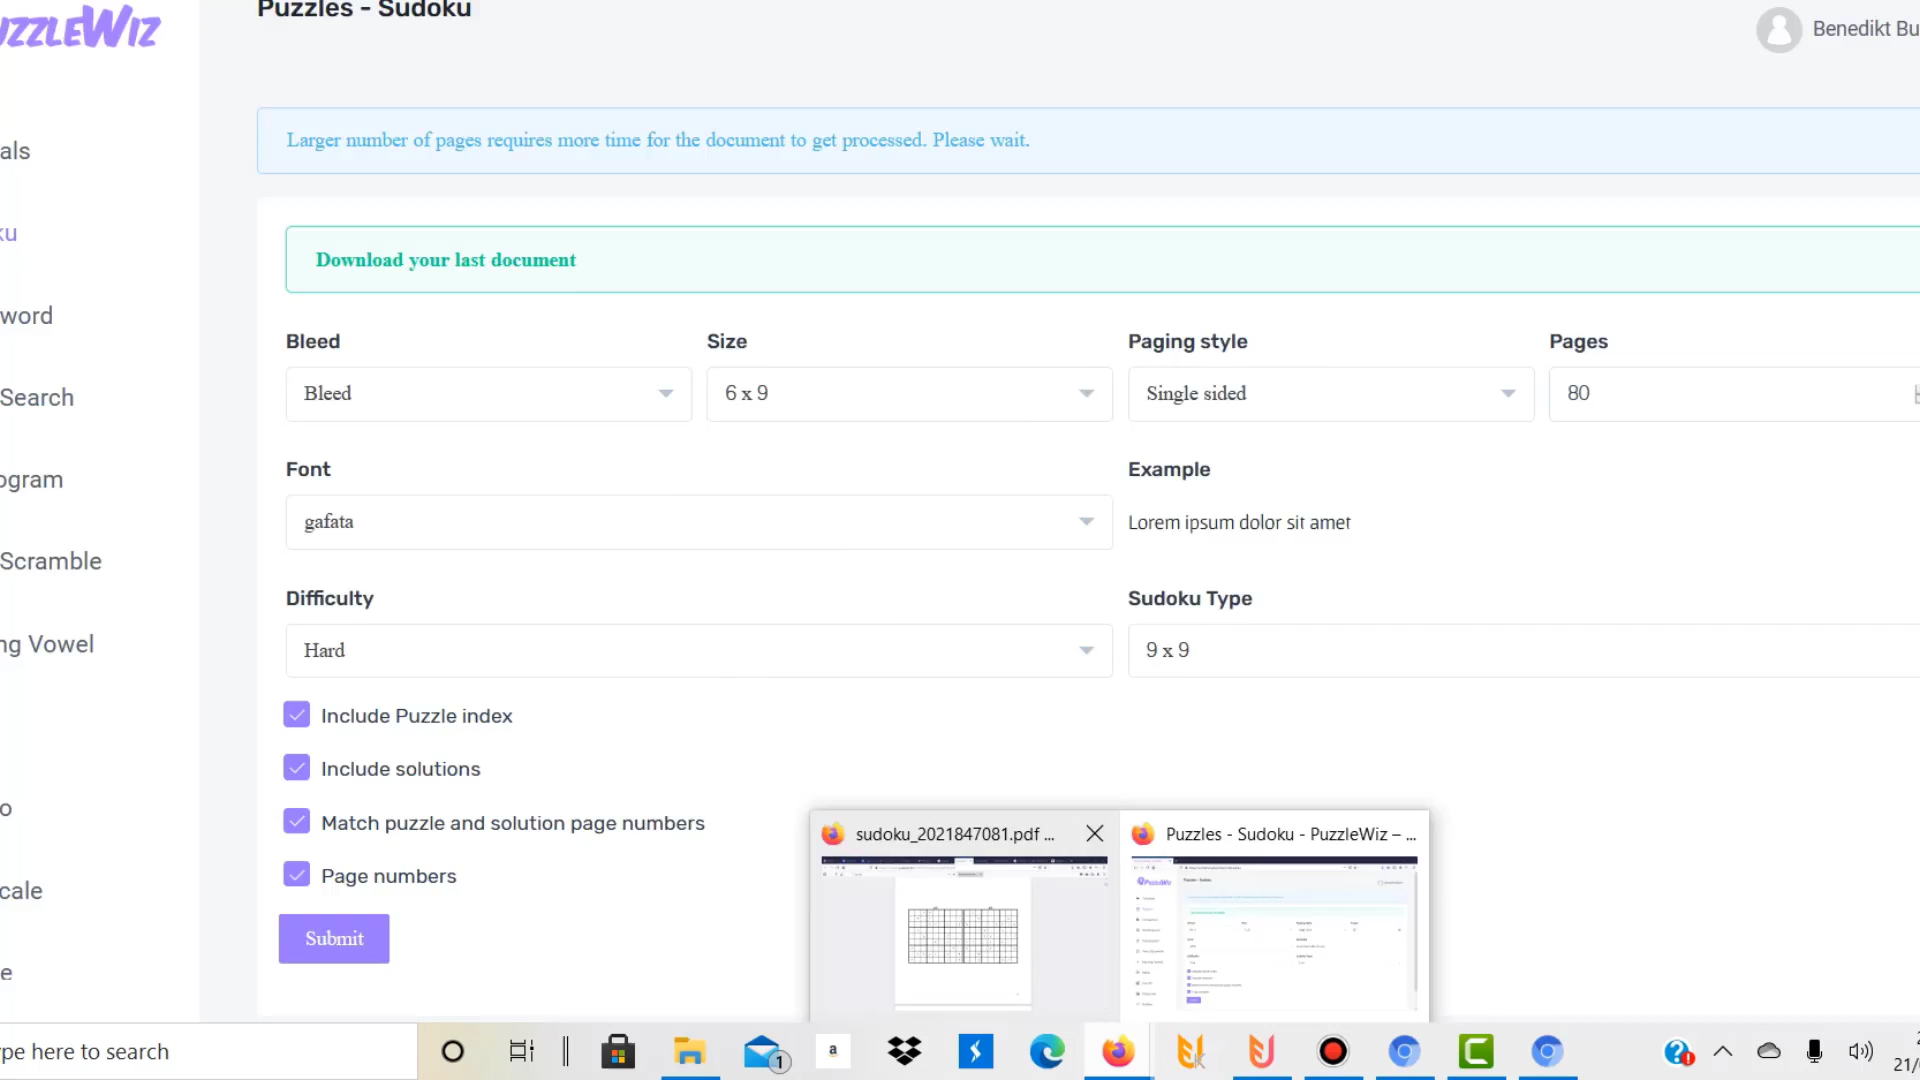 Puzzles - Sudoku
UZZLEWIZ
Benedikt Bu
Larger number of pages requires more time for the document to get processed. Please wait.
als
Download your last document
ku
Bleed
Size
Paging style
Pages
word
Bleed
6 x 9
Single sided
80
Search
Font
Example
ogram
gafata
Lorem ipsum dolor sit amet
Scramble
Difficulty
Sudoku Type
ng Vowel
Hard
9 x 9
Include Puzzle index
Include solutions
o
Match puzzle and solution page numbers
sudoku_2021847081.pdf ...
Puzzles - Sudoku - PuzzleWiz – ...
cale
Page numbers
PuzzleWiz
Submit
e
ype here to search
1
a
21/